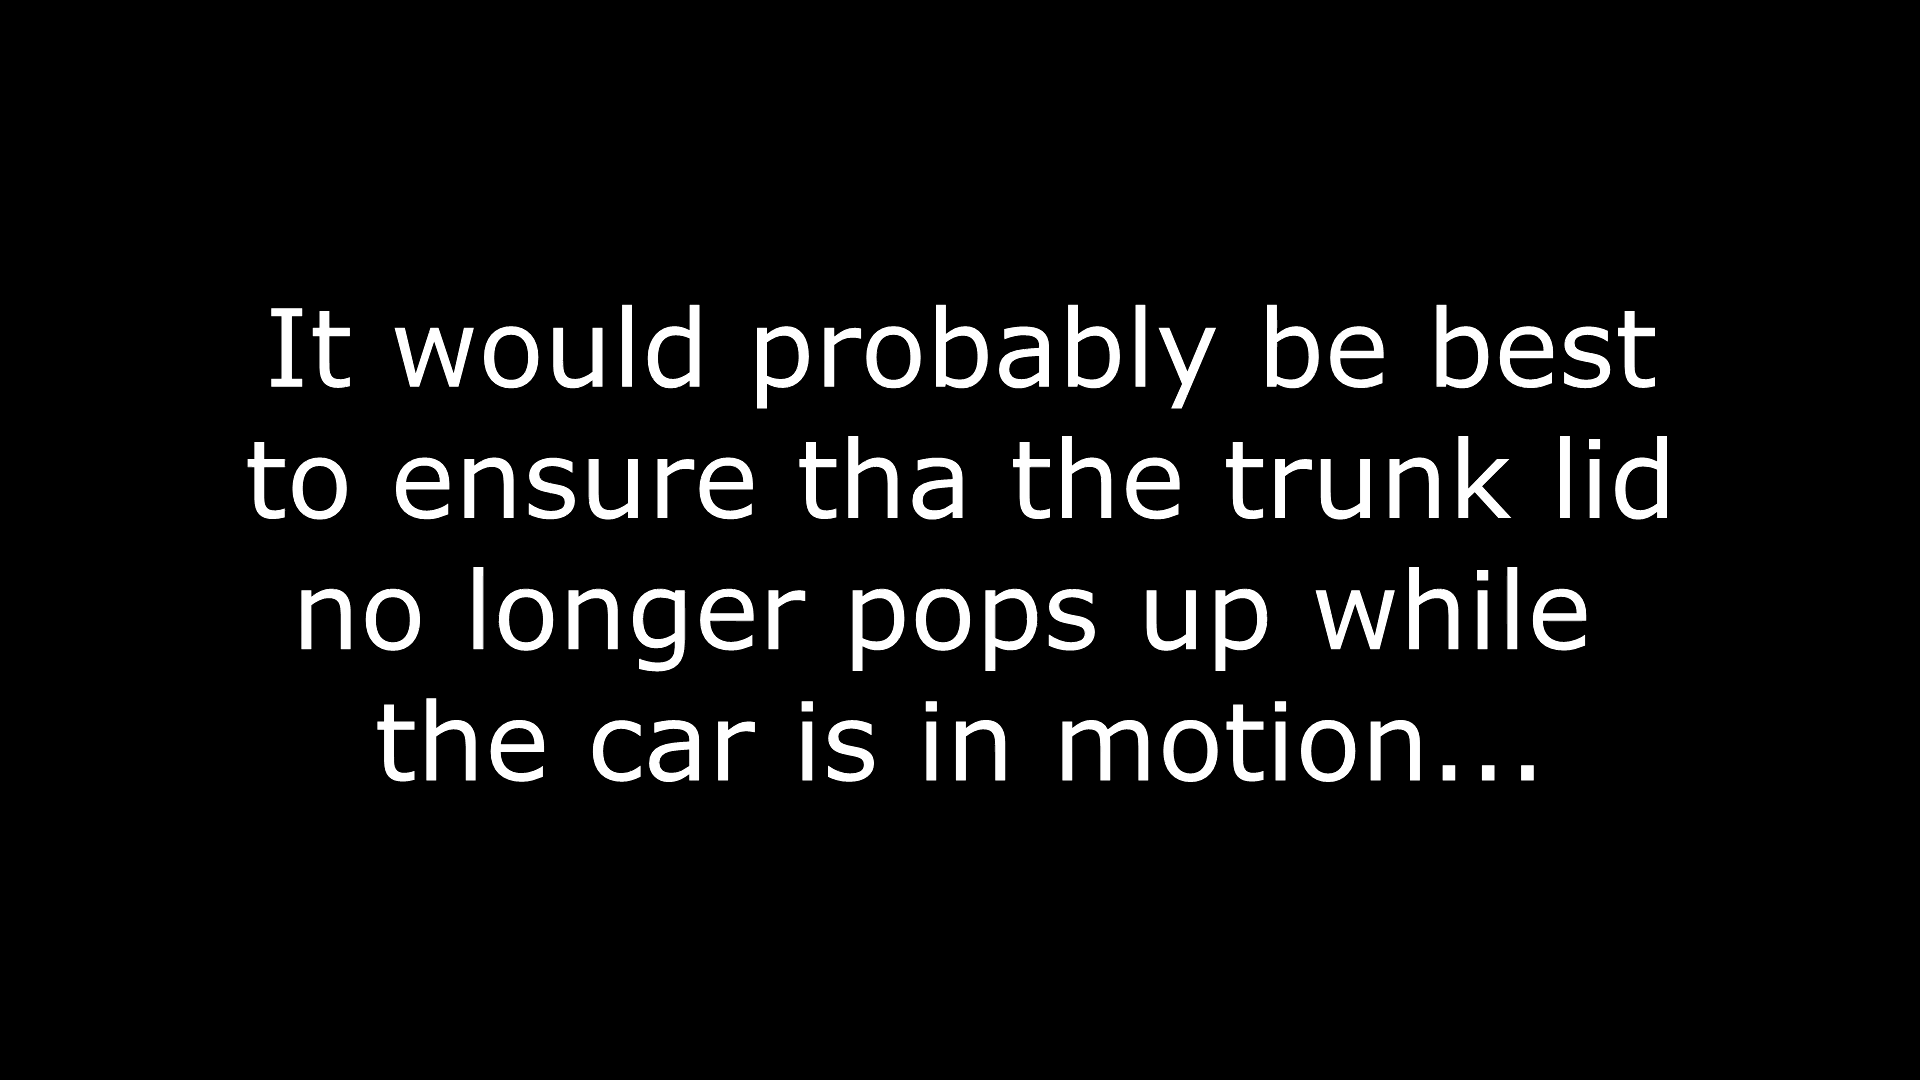 It would probably be best
to ensure tha the trunk lid
no longer pops up while
the car is in motion...